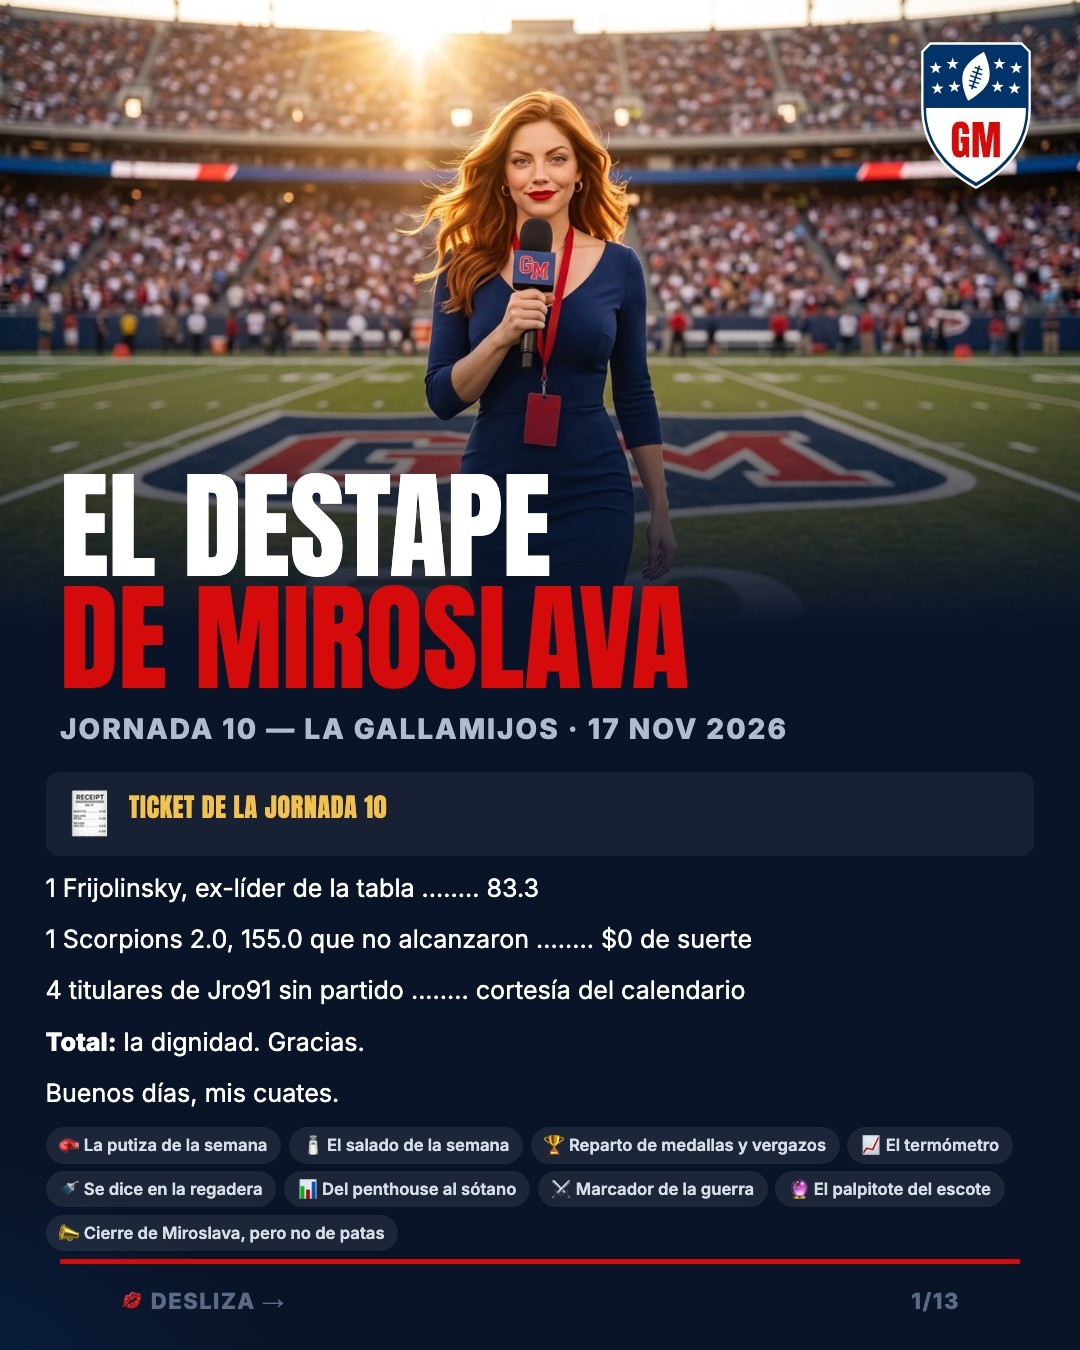 GM
GM
GM
EL DESTAPE
DE MIROSLAVA
JORNADA 10 — LA GALLAMIJOS · 17 NOV 2026
RECEIPT
TICKET DE LA JORNADA 10
1 Frijolinsky, ex-líder de la tabla ........ 83.3
1 Scorpions 2.0, 155.0 que no alcanzaron ........ $0 de suerte
4 titulares de Jro91 sin partido ........ cortesía del calendario
Total: la dignidad. Gracias.
Buenos días, mis cuates.
La putiza de la semana
El salado de la semana
Reparto de medallas y vergazos
El termómetro
Se dice en la regadera
Del penthouse al sótano
Marcador de la guerra
El palpitote del escote
Cierre de Miroslava, pero no de patas
DESLIZA →
1/13